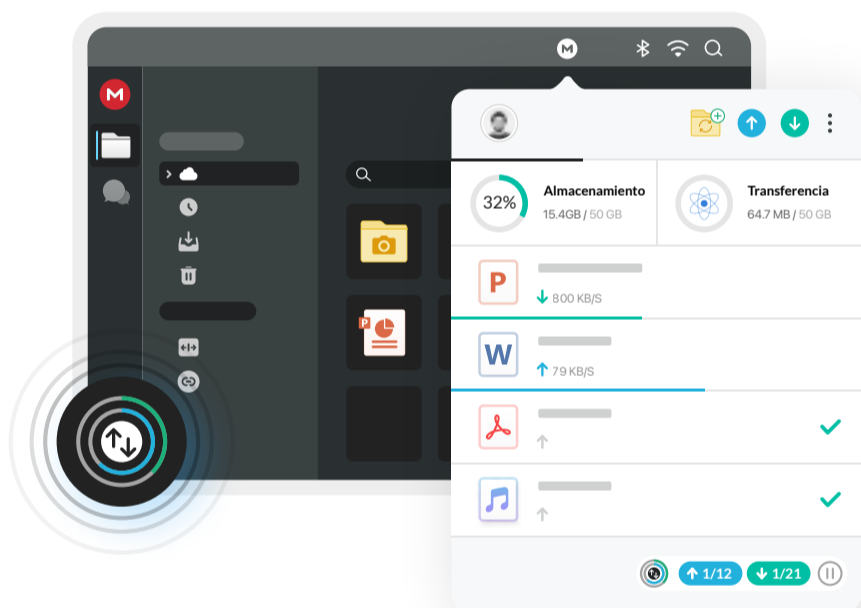 M
M
32%
Almacenamiento
15.4GB / 50 GB
Transferencia
64.7 MB / 50 GB
P
800 KB/S
P
W
79 KB/S
1/12
1/21